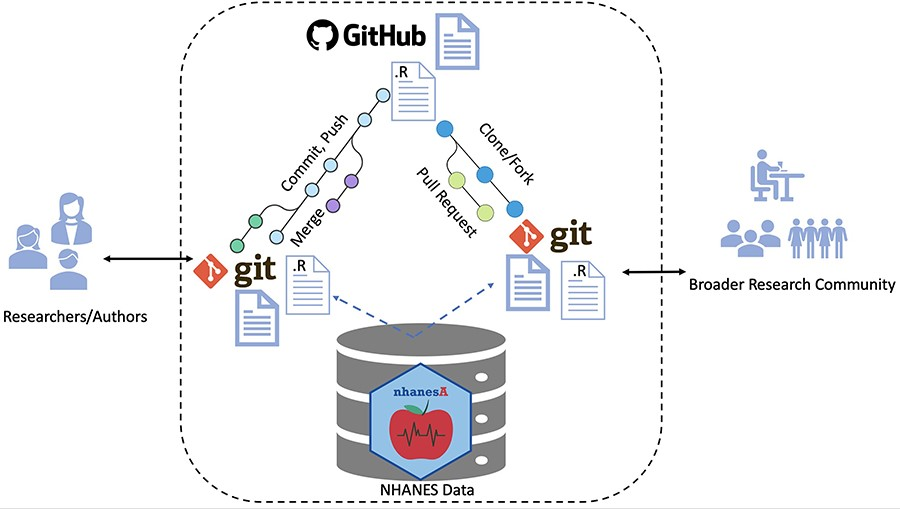 GitHub
.R
Commit, Push
Merge
Clone/Fork
Pull Request
git
.R
git
.R
Researchers/Authors
Broader Research Community
nhanesA
NHANES Data